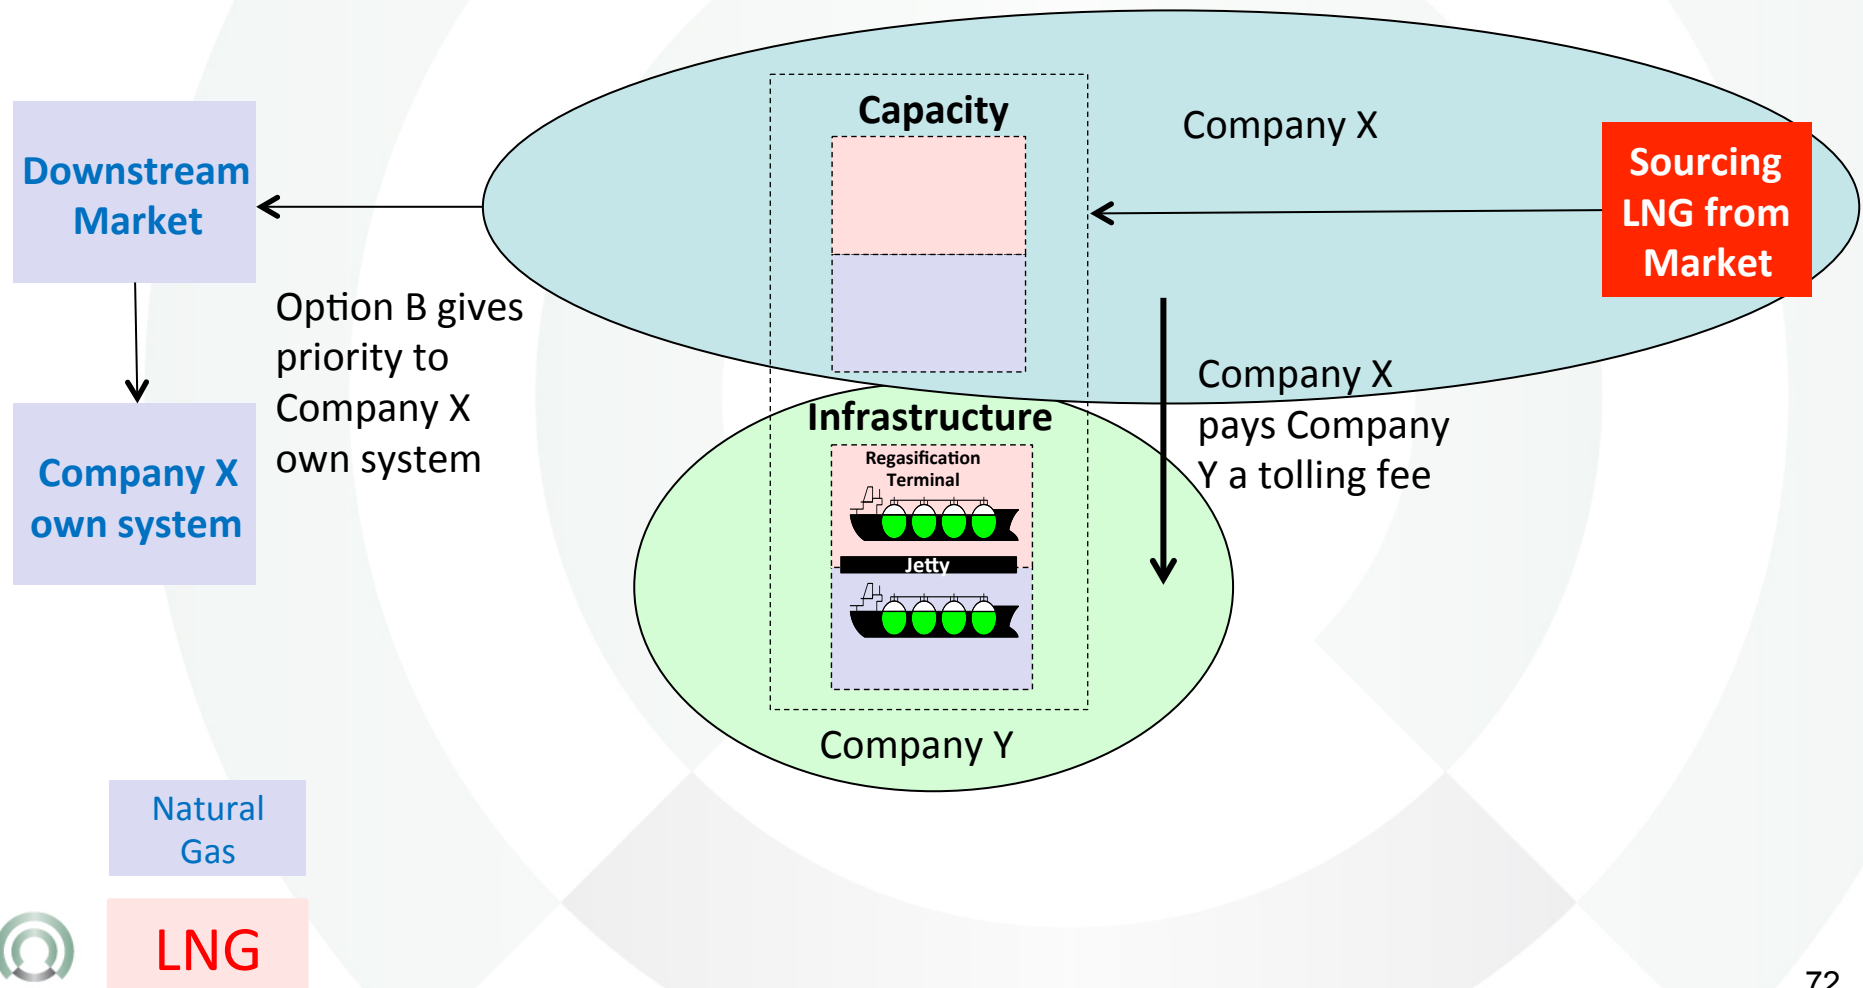 Capacity
Company X
Sourcing
LNG from
Market
Downstream
Market
Option B gives
priority to
Company X
own system
Company X
pays Company
Y a tolling fee
Infrastructure
Regasification
Terminal
Jetty
Company X
own system
Company Y
Natural
Gas
LNG
72